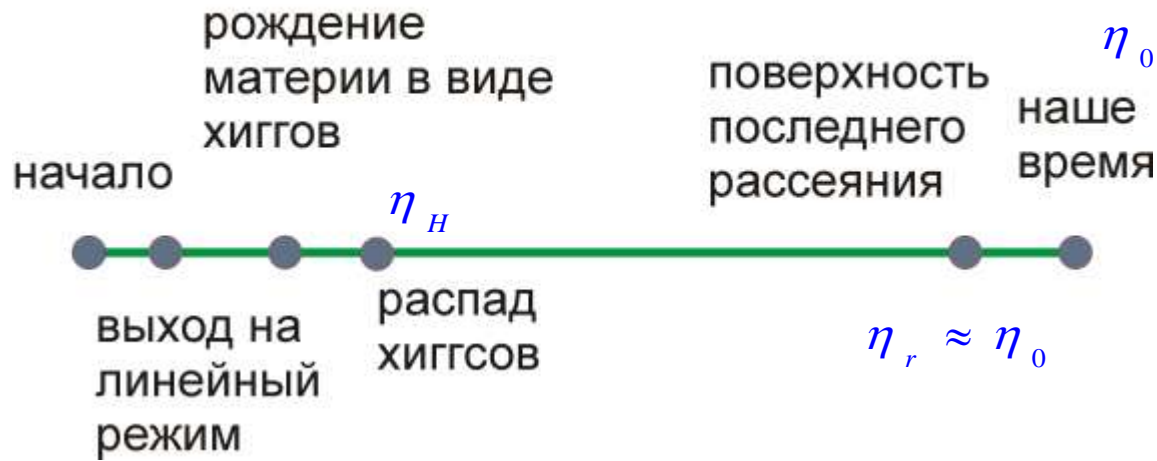 начало
рождение
материи в виде
хиггов
η_H
поверхность
последнего
рассеяния
η_0
наше
время
выход на
линейный
режим
распад
хиггсов
η_r ≈ η_0